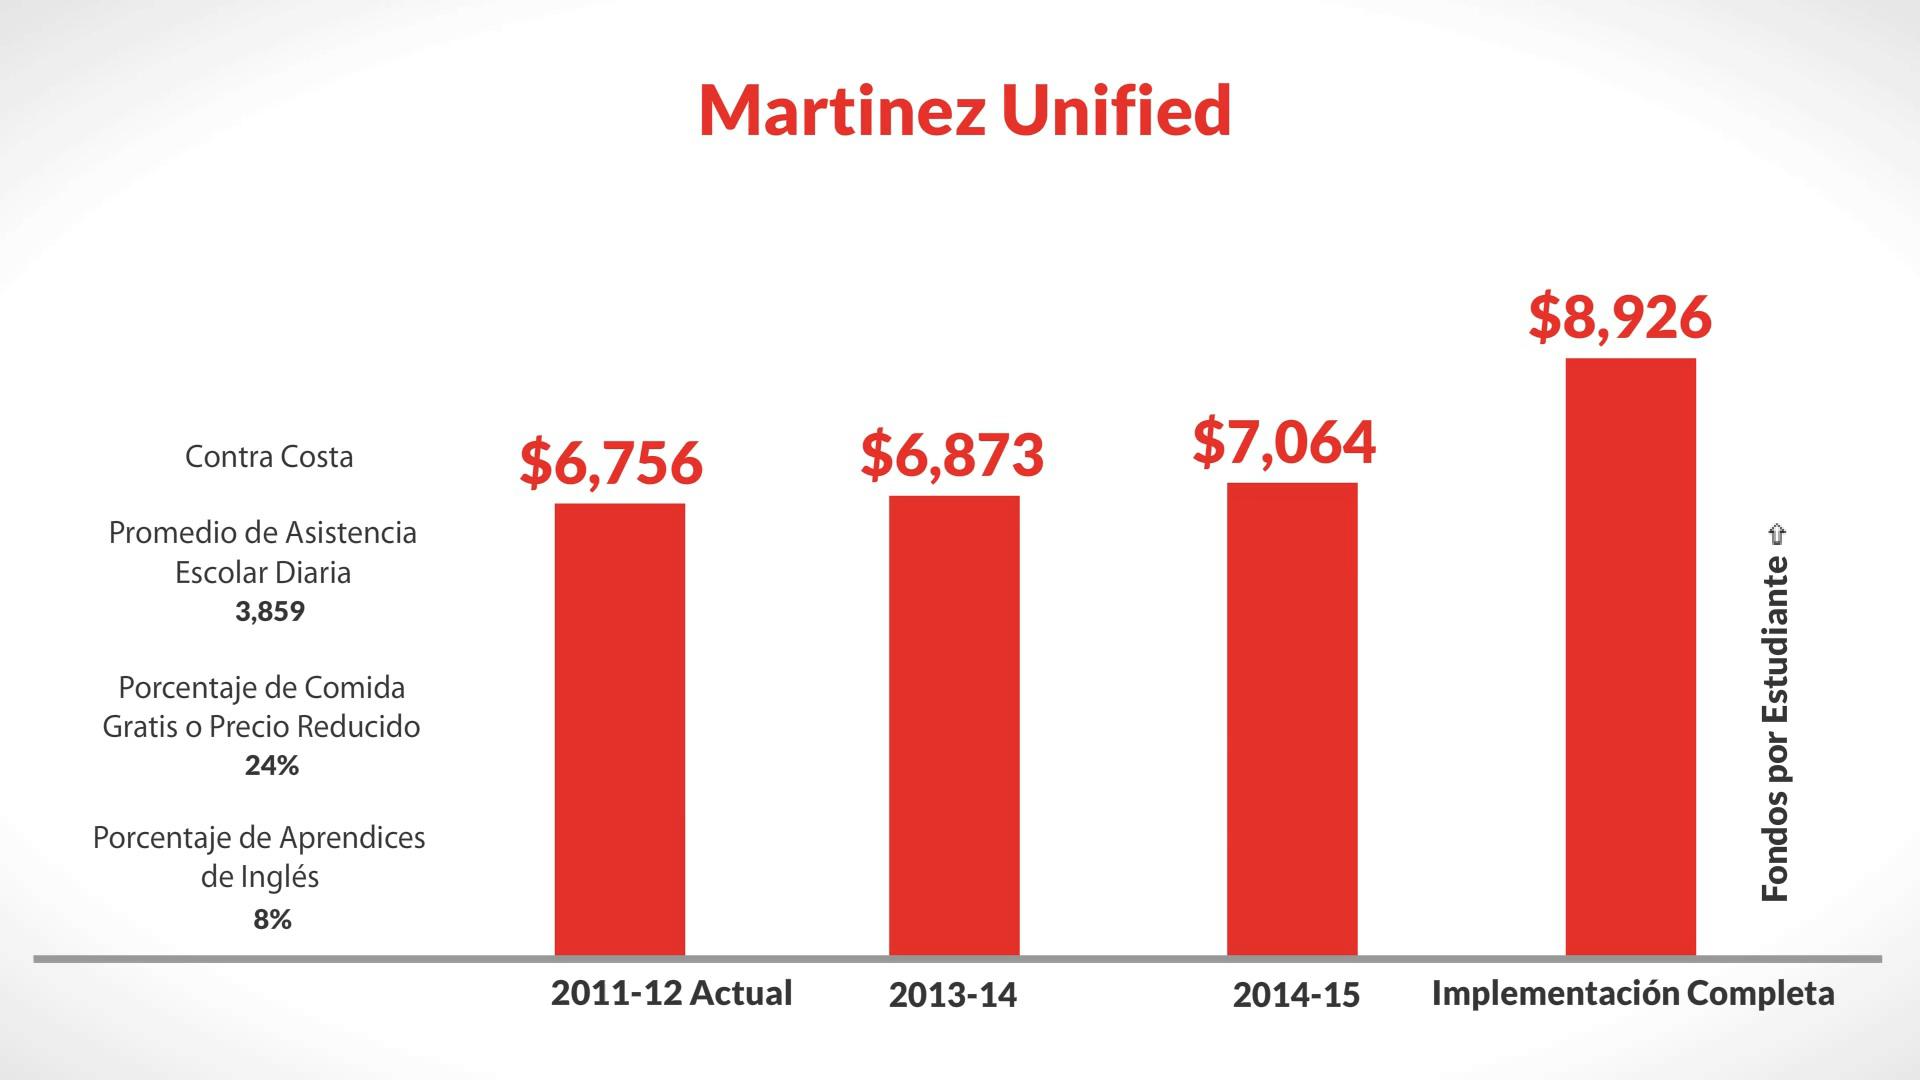 Martinez Unified
Contra Costa
Promedio de Asistencia
Escolar Diaria
3,859
Porcentaje de Comida
Gratis o Precio Reducido
24%
Porcentaje de Aprendices
de Inglés
8%
$6,756
$6,873
$7,064
$8,926
2011-12 Actual
2013-14
2014-15
Implementación Completa
Fondos por Estudiante ⇧